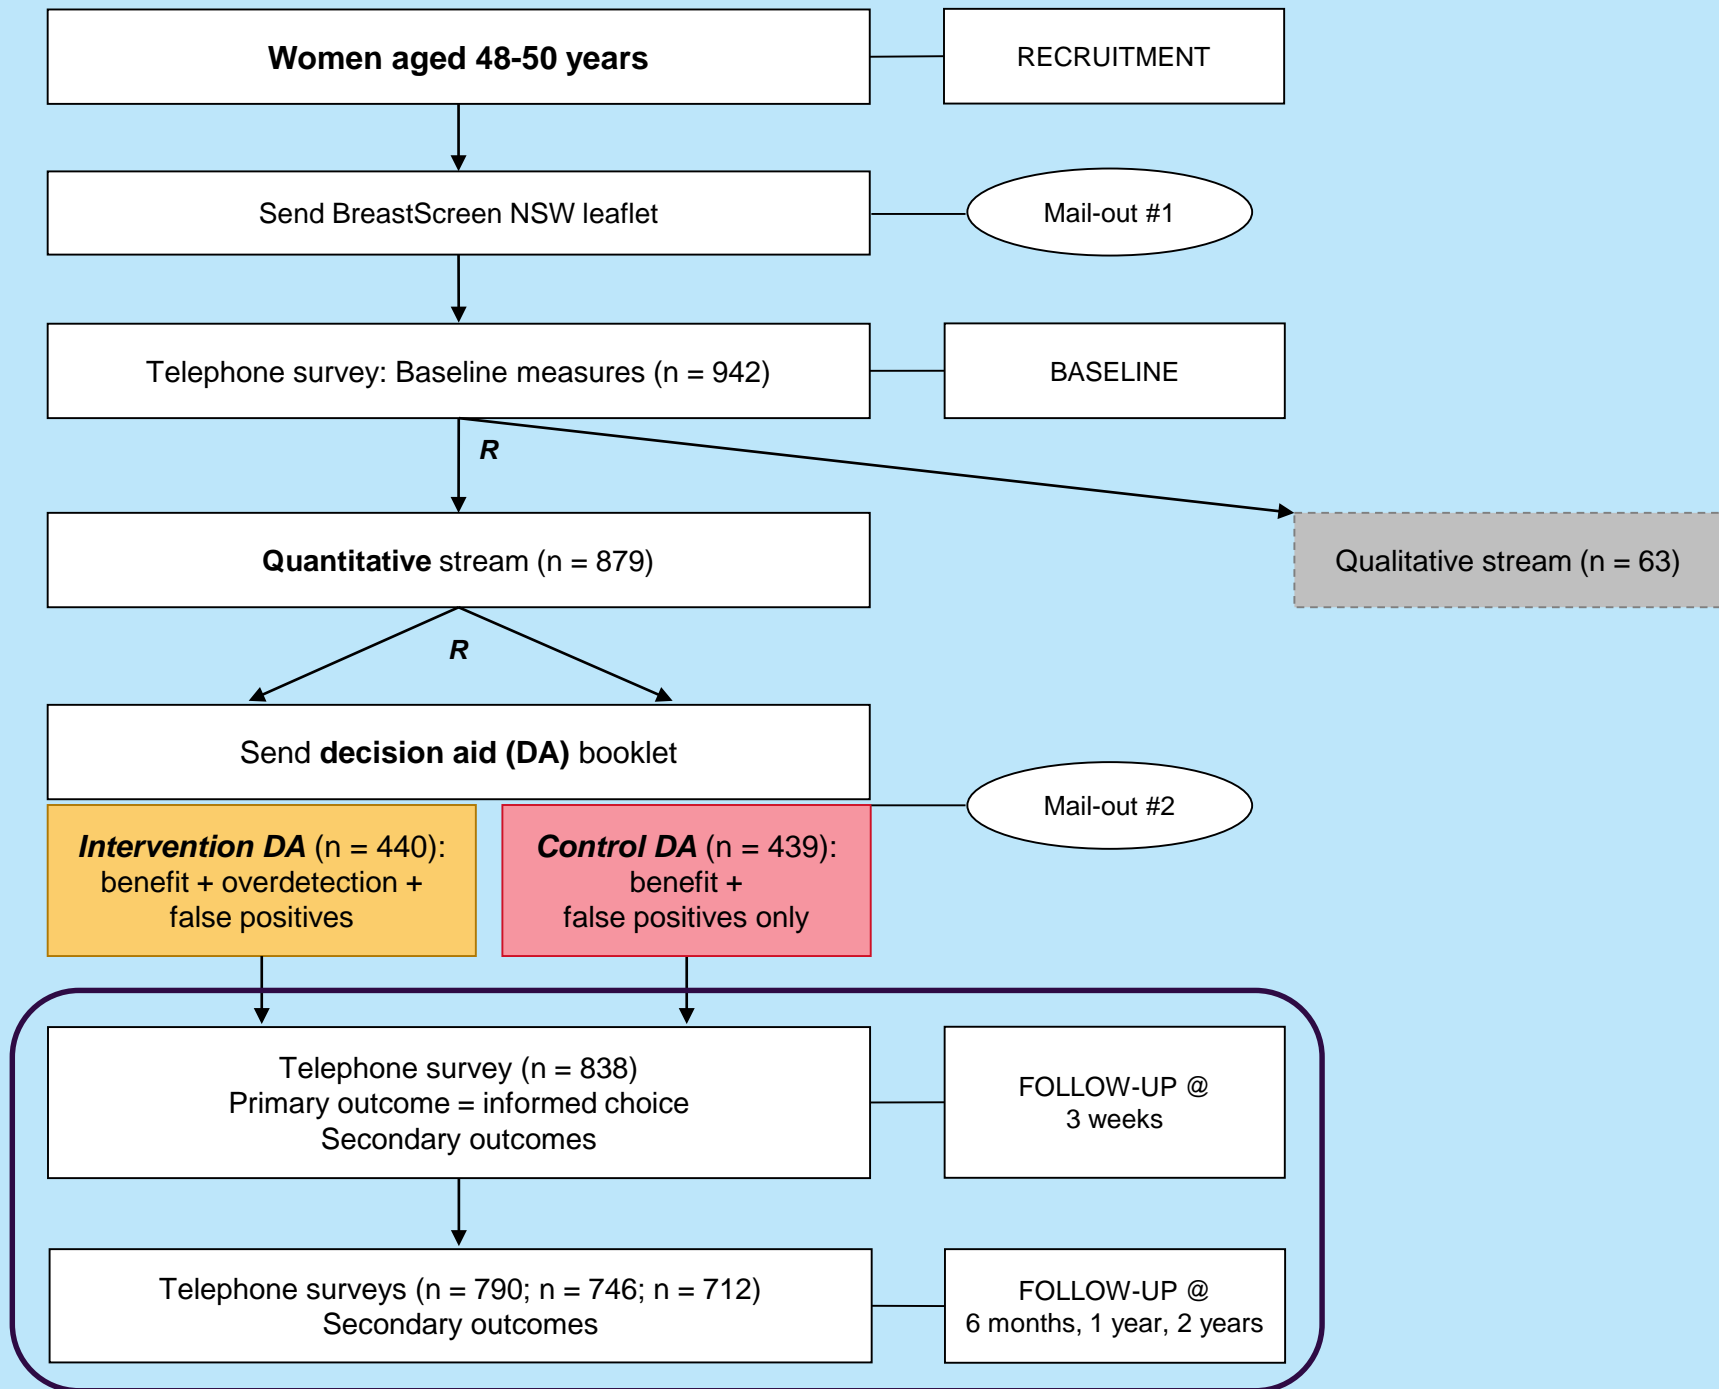 Women aged 48-50 years
RECRUITMENT
Send BreastScreen NSW leaflet
Mail-out #1
Telephone survey: Baseline measures (n = 942)
BASELINE
R
Quantitative stream (n = 879)
Qualitative stream (n = 63)
R
Send decision aid (DA) booklet
Mail-out #2
Intervention DA (n = 440):
benefit + overdetection +
false positives
Control DA (n = 439):
benefit +
false positives only
Telephone survey (n = 838)
Primary outcome = informed choice
Secondary outcomes
FOLLOW-UP @
3 weeks
Telephone surveys (n = 790; n = 746; n = 712)
Secondary outcomes
FOLLOW-UP @
6 months, 1 year, 2 years